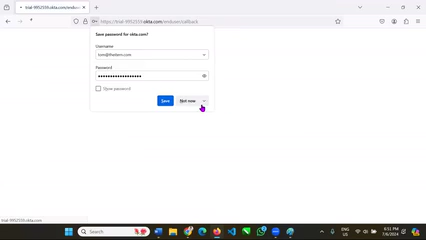 trial-9952559.okta.com/enduser/c
https://trial-9952559.okta.com/enduser/callback
Save password for okta.com?
Username
tom@thetern.com
Password
Show password
Save
Not now
trial-9952559.okta.com
Search
ENG
US
6:51 PM
7/6/2024